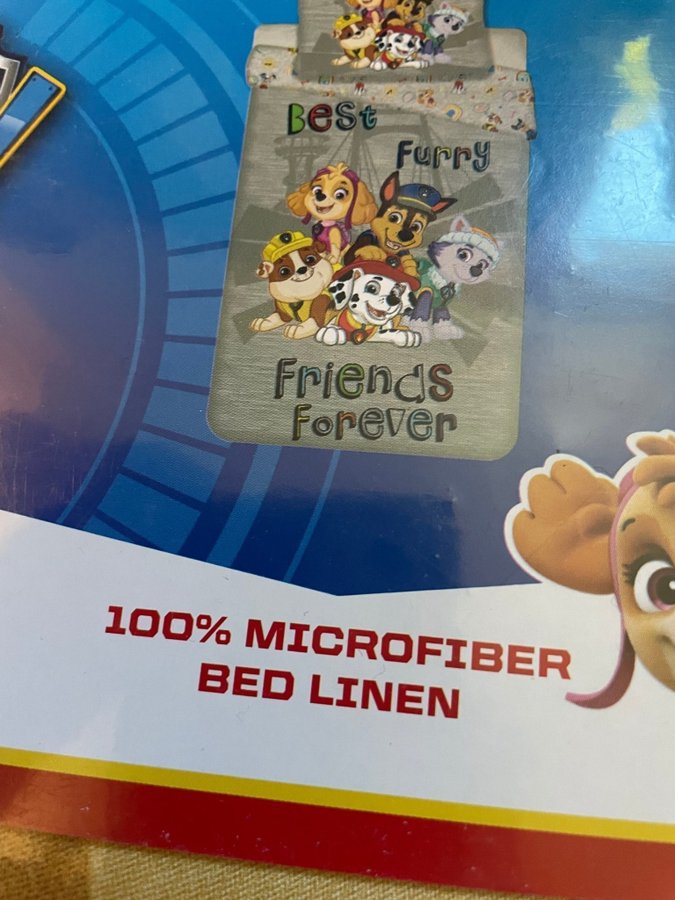 Best
Furry
Friends
Forever
100% MICROFIBER
BED LINEN